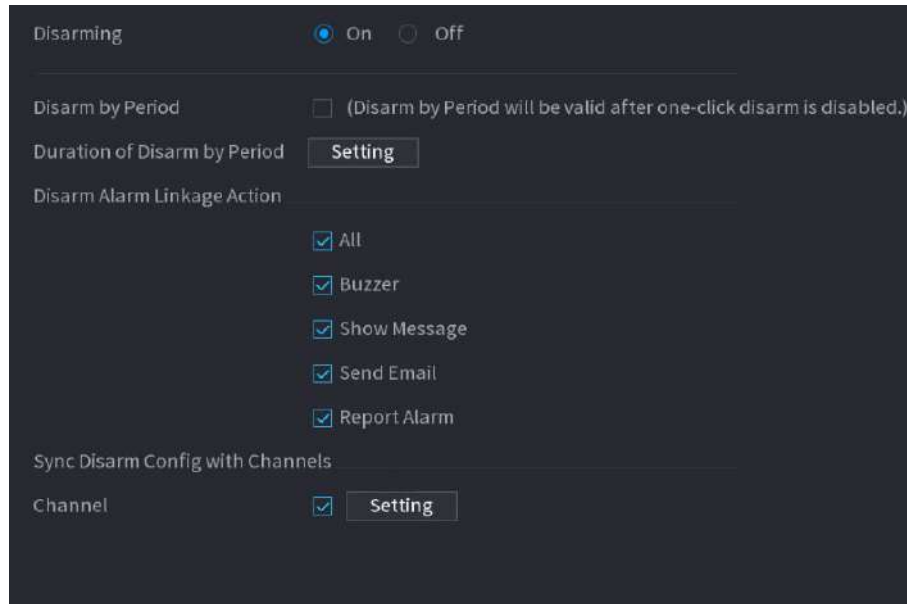 Disarming On Off
Disarm by Period (Disarm by Period will be valid after one-click disarm is disabled.)
Duration of Disarm by Period Setting
Disarm Alarm Linkage Action
All
Buzzer
Show Message
Send Email
Report Alarm
Sync Disarm Config with Channels
Channel Setting